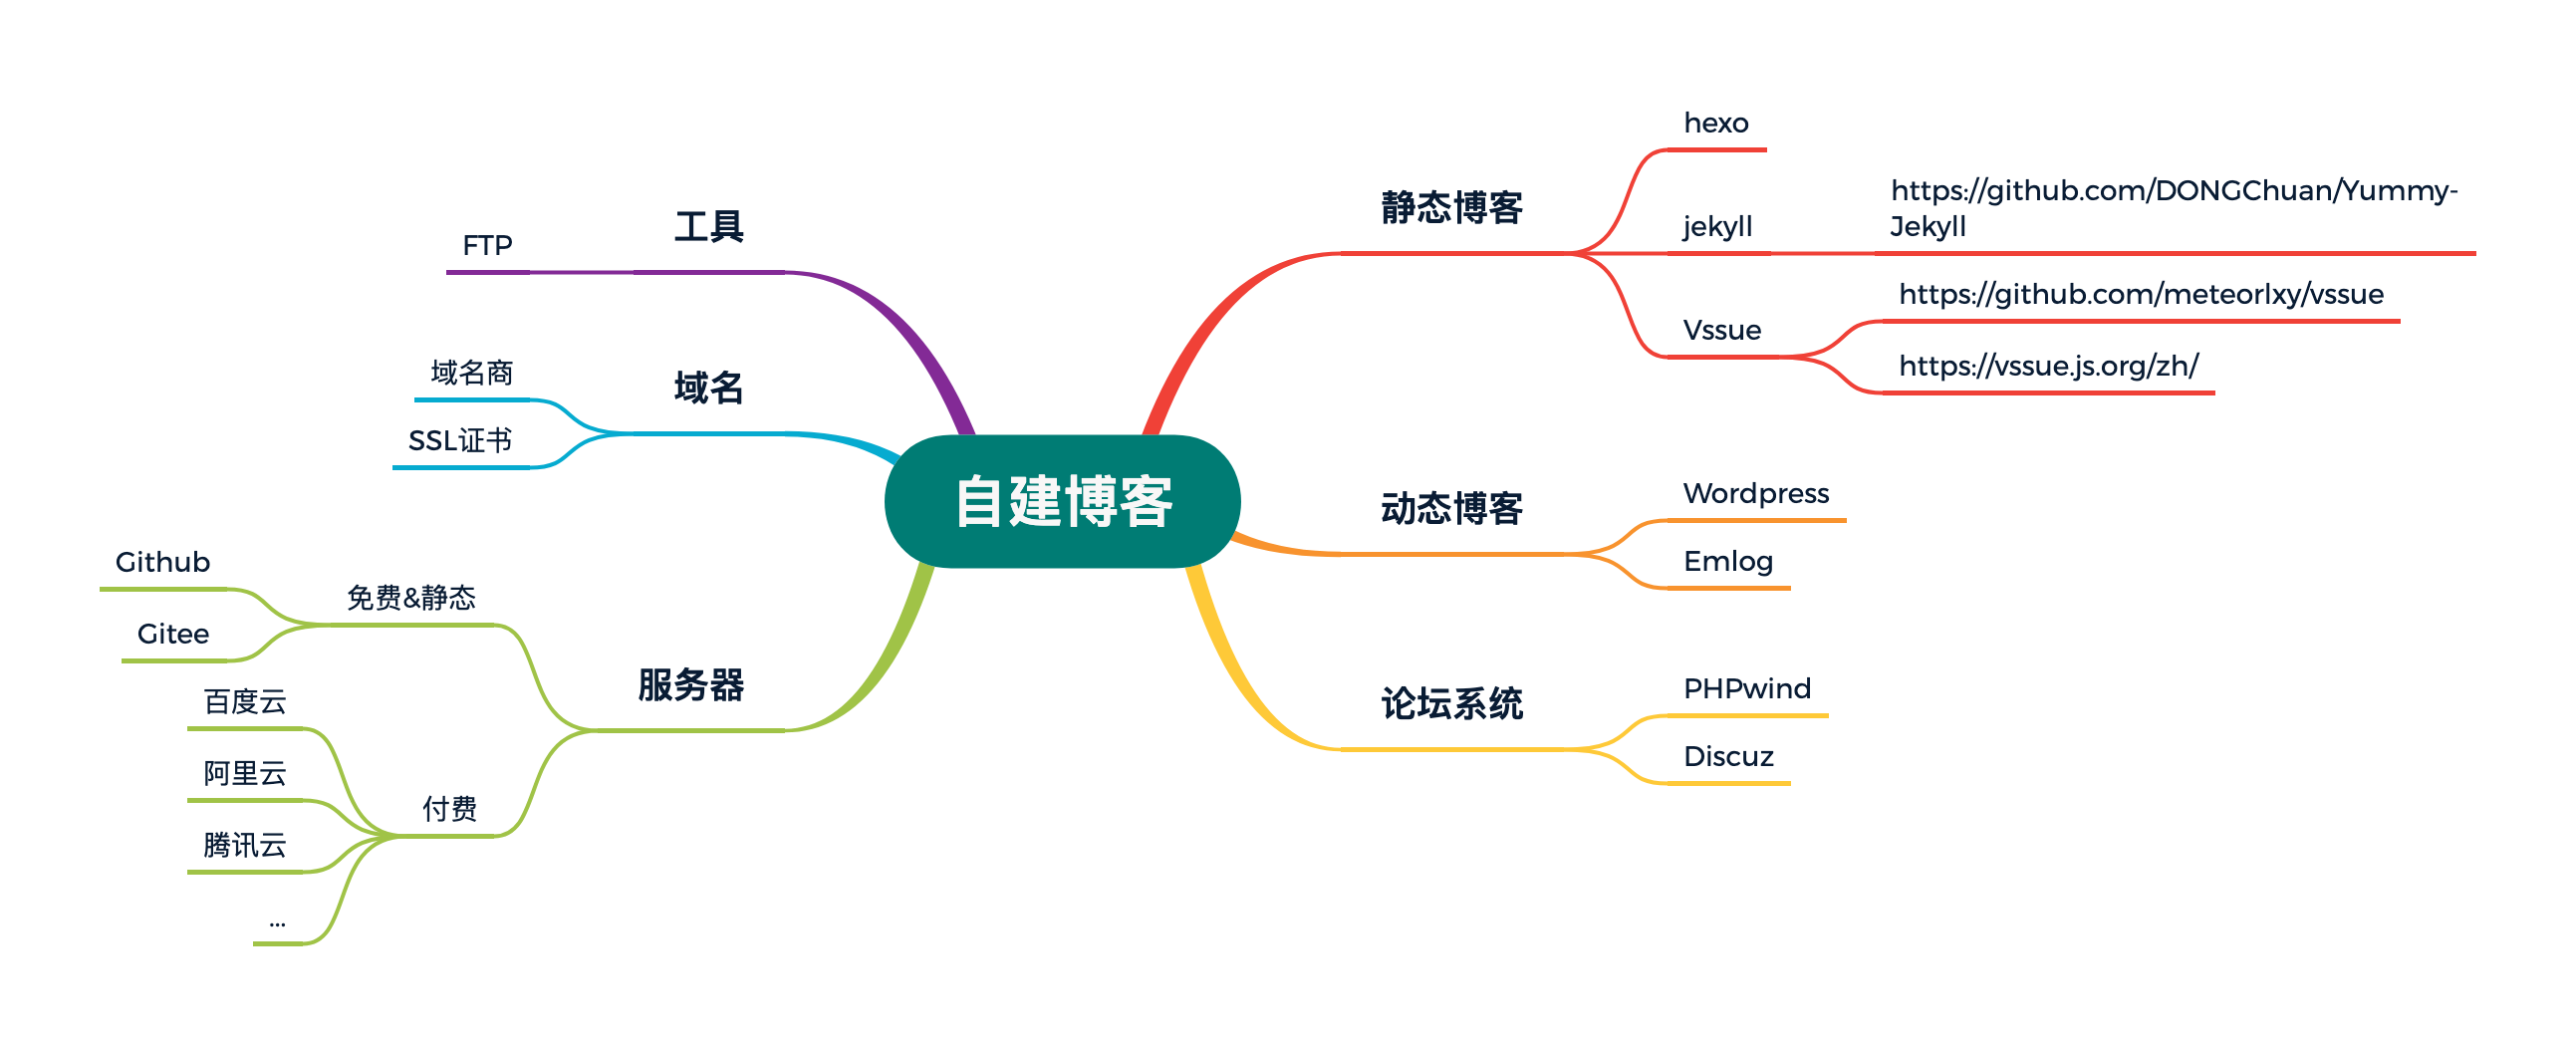 自建博客
静态博客
hexo
jekyll
https://github.com/DONGChuan/Yummy-
Jekyll
Vssue
https://github.com/meteorlxy/vssue
https://vssue.js.org/zh/
动态博客
Wordpress
Emlog
论坛系统
PHPwind
Discuz
工具
FTP
域名
域名商
SSL证书
服务器
免费&静态
Github
Gitee
付费
百度云
阿里云
腾讯云
...